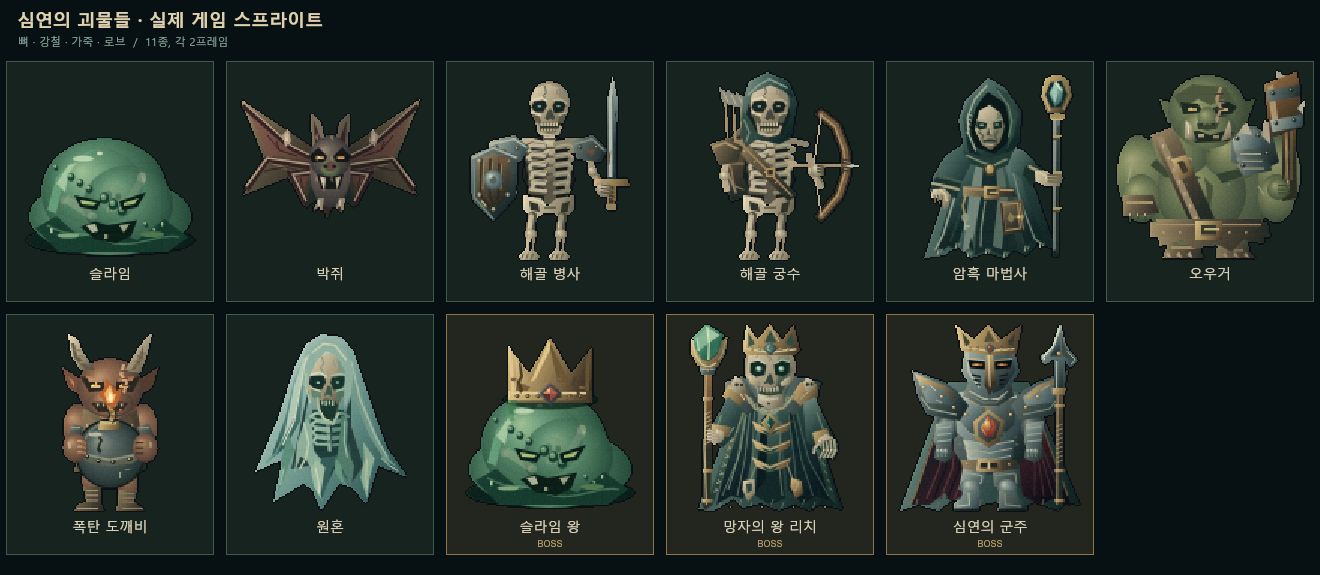 심연의 괴물들 · 실제 게임 스프라이트
뼈 · 강철 · 가죽 · 로브 / 11종, 각 2프레임
슬라임
박쥐
해골 병사
해골 궁수
암흑 마법사
오우거
폭탄 도깨비
원혼
슬라임 왕
BOSS
망자의 왕 리치
BOSS
심연의 군주
BOSS